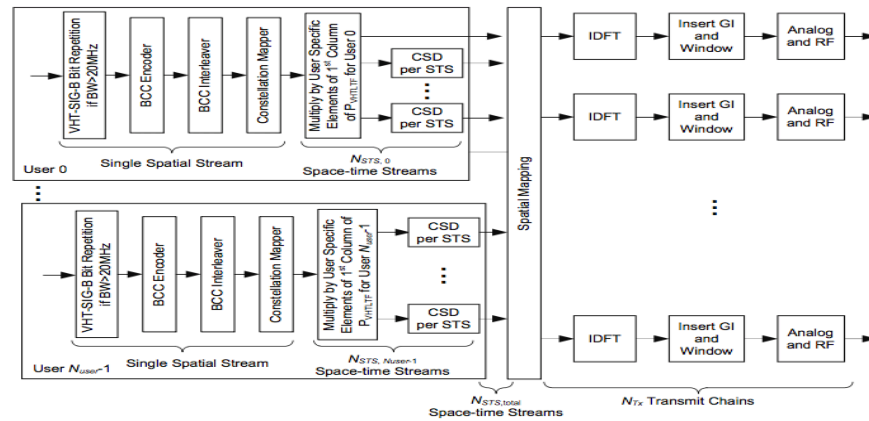 VHT-SIG-B Bit Repetition
if BW>20MHz
BCC Encoder
BCC Interleaver
Constellation Mapper
Multiply by User Specific
Elements of 1st Column
of PVHTLTF for User 0
CSD
per STS
CSD
per STS
User 0
Single Spatial Stream
NSTS, 0
Space-time Streams
VHT-SIG-B Bit Repetition
if BW>20MHz
BCC Encoder
BCC Interleaver
Constellation Mapper
Multiply by User Specific
Elements of 1st Column of
PVHTLTF for User Nuser-1
CSD
per STS
CSD
per STS
User Nuser-1
Single Spatial Stream
NSTS, Nuser-1
Space-time Streams
NSTS,total
Space-time Streams
Spatial Mapping
IDFT
Insert GI
and
Window
Analog
and RF
IDFT
Insert GI
and
Window
Analog
and RF
IDFT
Insert GI
and
Window
Analog
and RF
NTx Transmit Chains